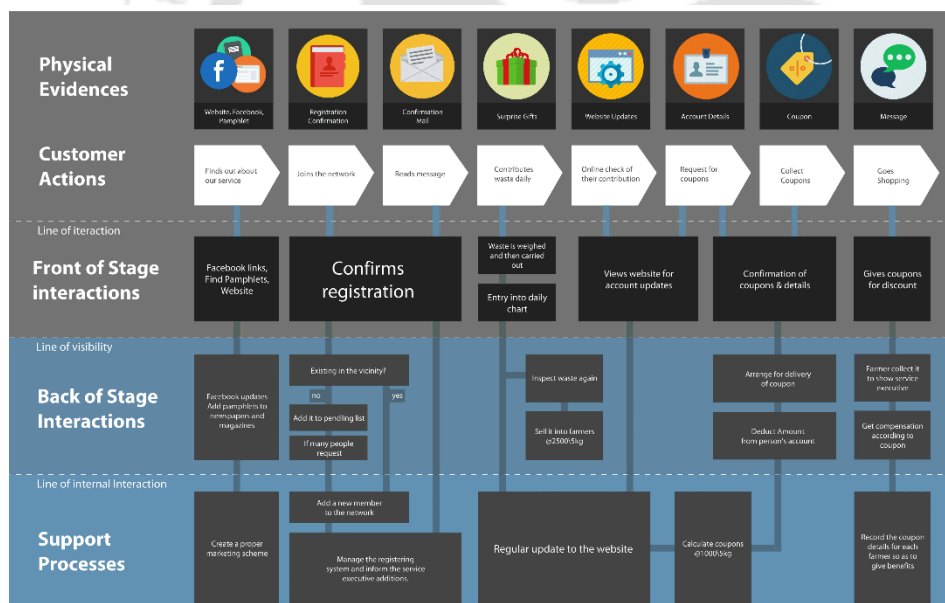 Physical
Evidences
Website, Facebook,
Pamphlet
Registration
Confirmation
Confirmation
Mail
Surprise Gifts
Website Updates
Account Details
Coupon
Message
Customer
Actions
Finds out about
our service
Joins the network
Reads message
Contributes
waste daily
Online check of
their contribution
Request for
coupons
Collect
Coupons
Goes
Shopping
Line of iteraction
Front of Stage
interactions
Facebook links,
Find Pamphlets,
Website
Confirms
registration
Waste is weighed
and then carried
out
Entry into daily
chart
Views website for
account updates
Confirmation of
coupons & details
Gives coupons
for discount
Line of visibility
Back of Stage
Interactions
Facebook updates
Add pamphlets to
newspapers and
magazines
Existing in the vicinity?
no
yes
Add it to pendling list
If many people
request
Inspect waste again
Sell it into farmers
@2500\5kg
Arrange for delivery
of coupon
Deduct Amount
from person's account
Farmer collect it
to show service
executive
Get compensation
according to
coupon
Line of internal Interaction
Support
Processes
Create a proper
marketing scheme
Add a new member
to the network
Manage the registering
system and inform the service
executive additions.
Regular update to the website
Calculate coupons
@1000\5kg
Record the coupon
details for each
farmer so as to
give benefits